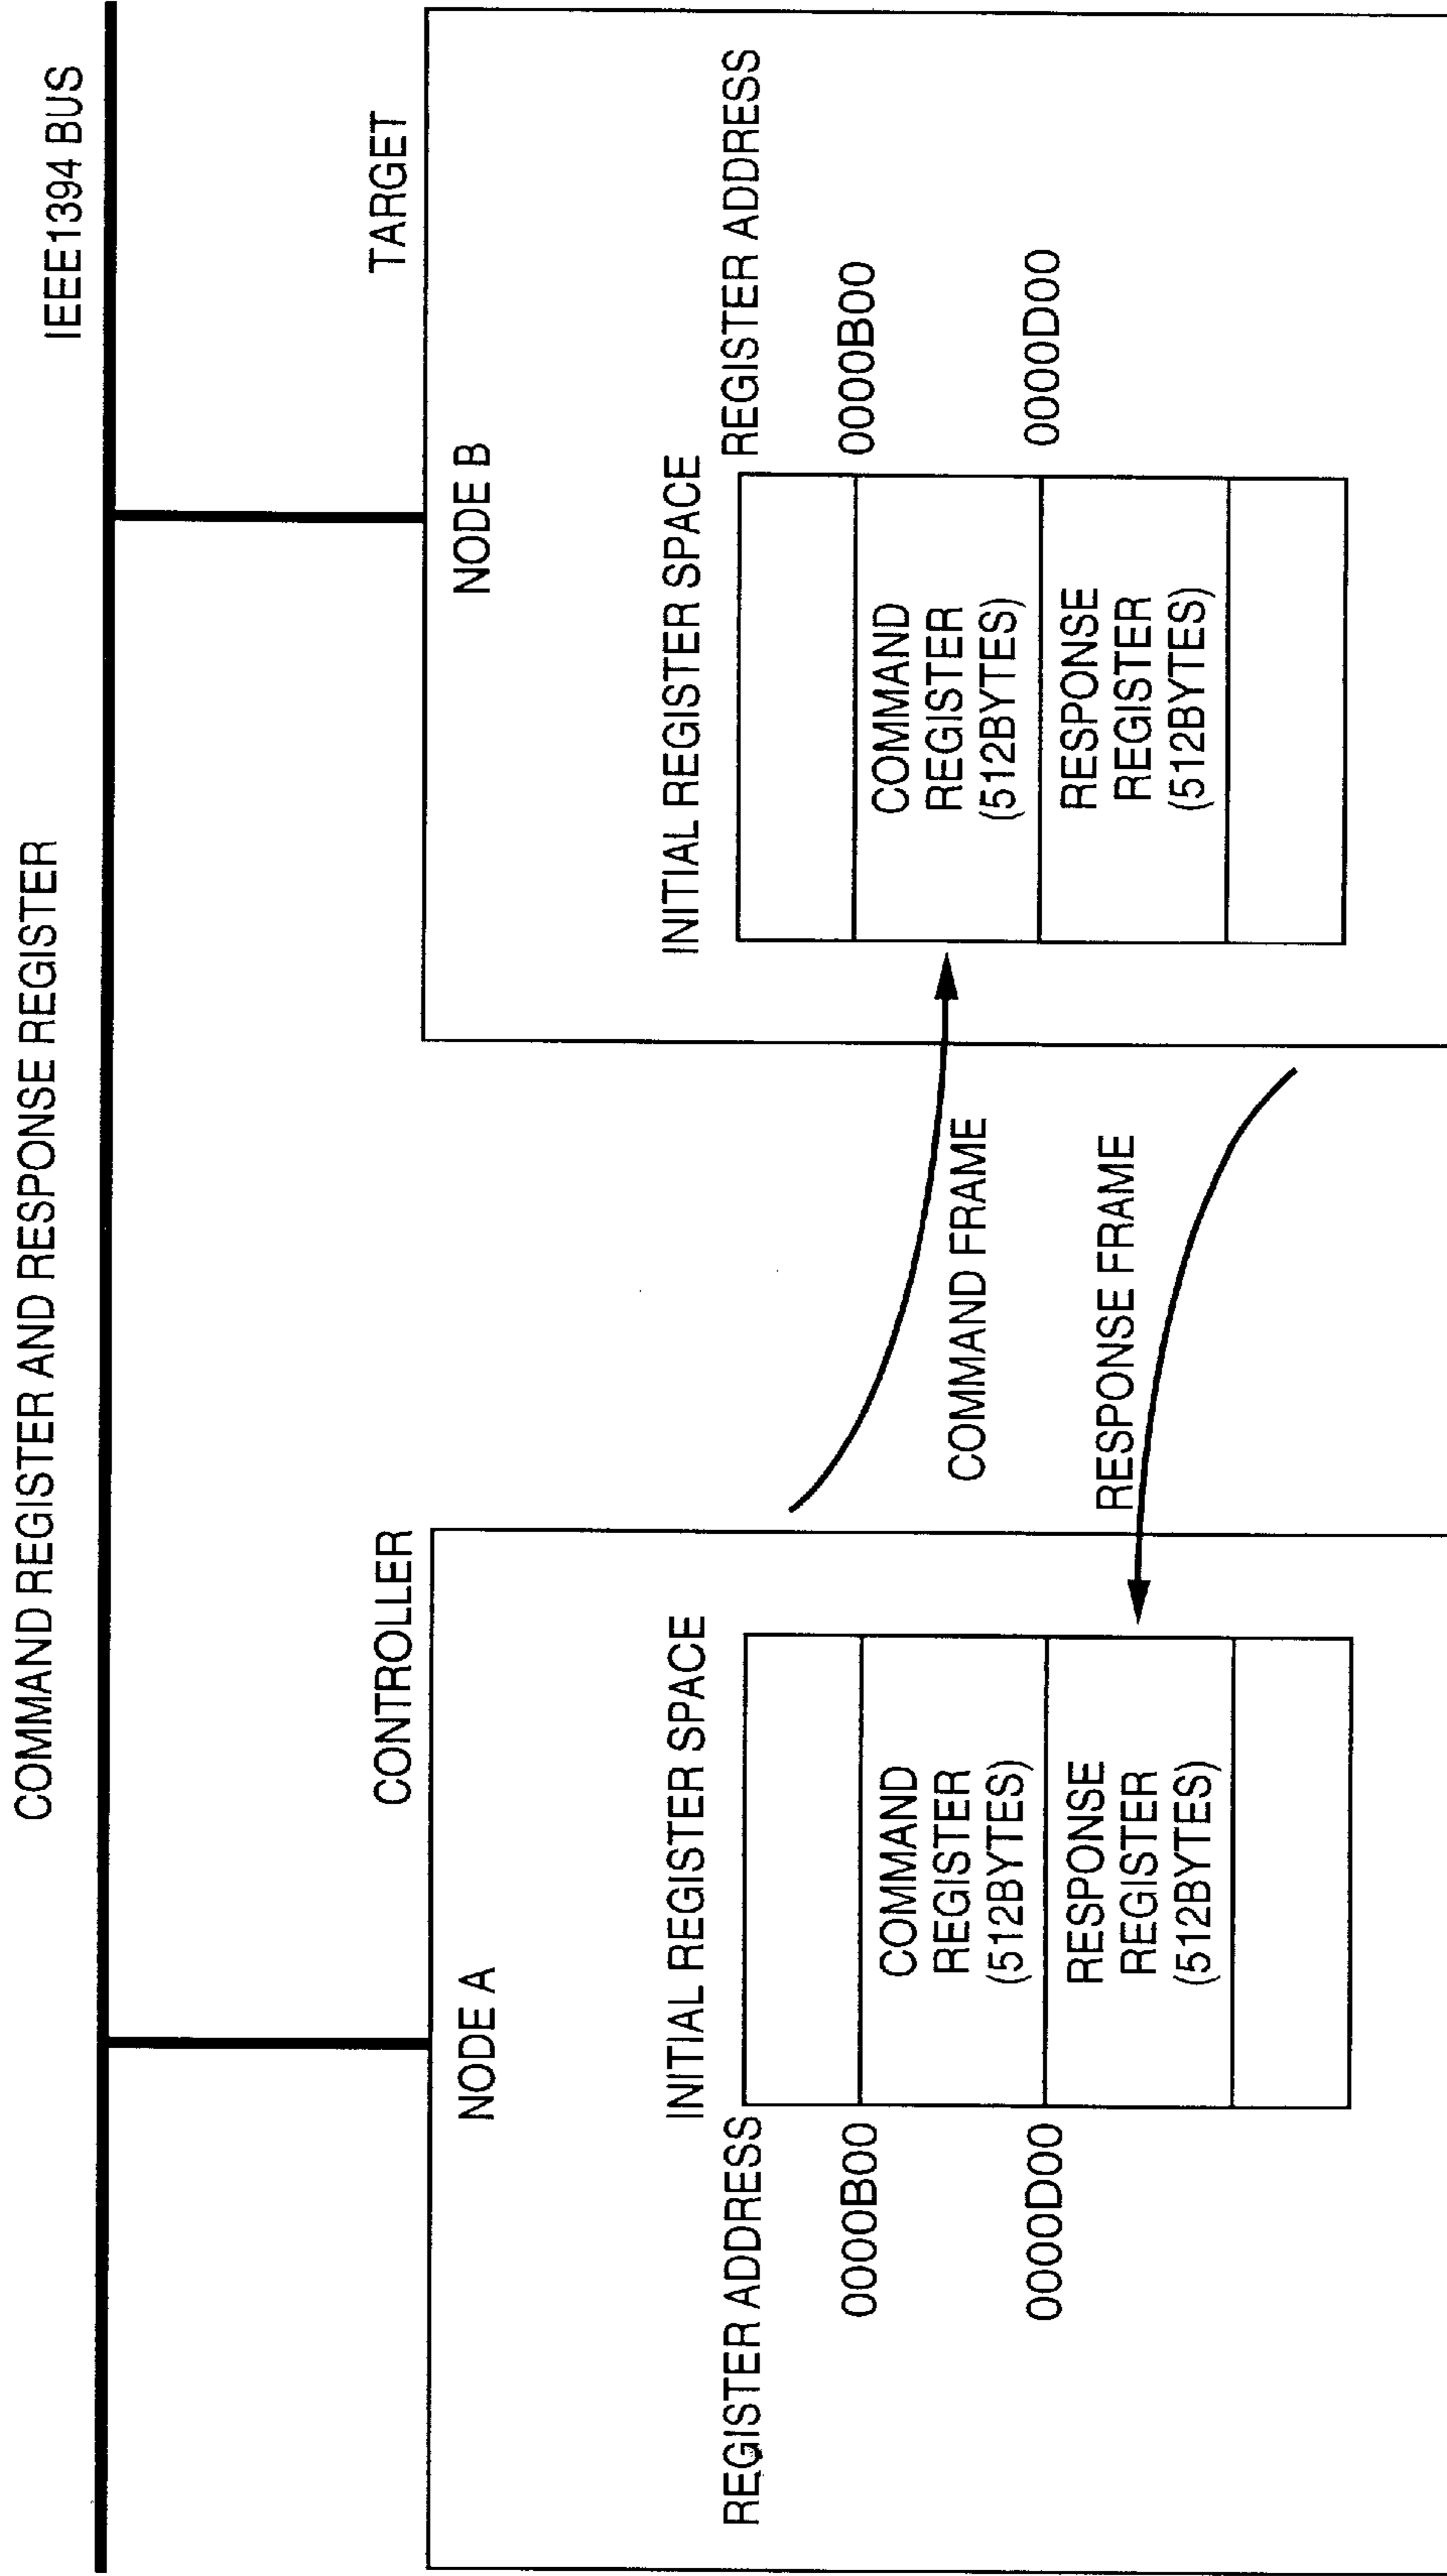 COMMAND REGISTER AND RESPONSE REGISTER
IEEE1394 BUS
CONTROLLER
NODE A
INITIAL REGISTER SPACE
REGISTER ADDRESS
0000B00
COMMAND
REGISTER
(512BYTES)
0000D00
RESPONSE
REGISTER
(512BYTES)
COMMAND FRAME
RESPONSE FRAME
TARGET
NODE B
INITIAL REGISTER SPACE
REGISTER ADDRESS
0000B00
COMMAND
REGISTER
(512BYTES)
0000D00
RESPONSE
REGISTER
(512BYTES)